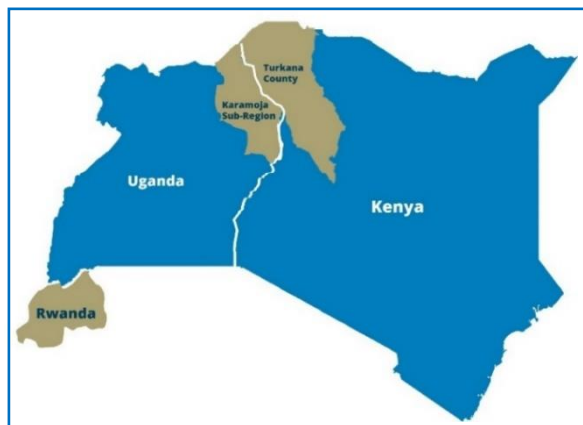 Turkana
County
Karamoja
Sub-Region
Uganda
Kenya
Rwanda